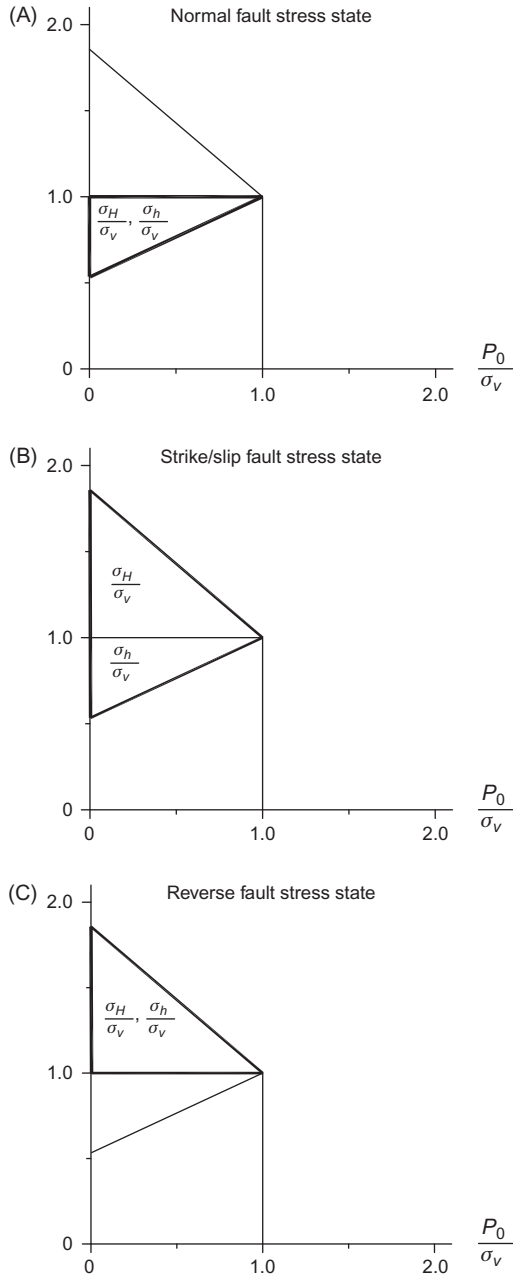 (A) Normal fault stress state
2.0
1.0
σH/σv, σh/σv
0
0 1.0 2.0
P0/σv
(B) Strike/slip fault stress state
2.0
σH/σv
1.0
σh/σv
0
0 1.0 2.0
P0/σv
(C) Reverse fault stress state
2.0
σH/σv, σh/σv
1.0
0
0 1.0 2.0
P0/σv